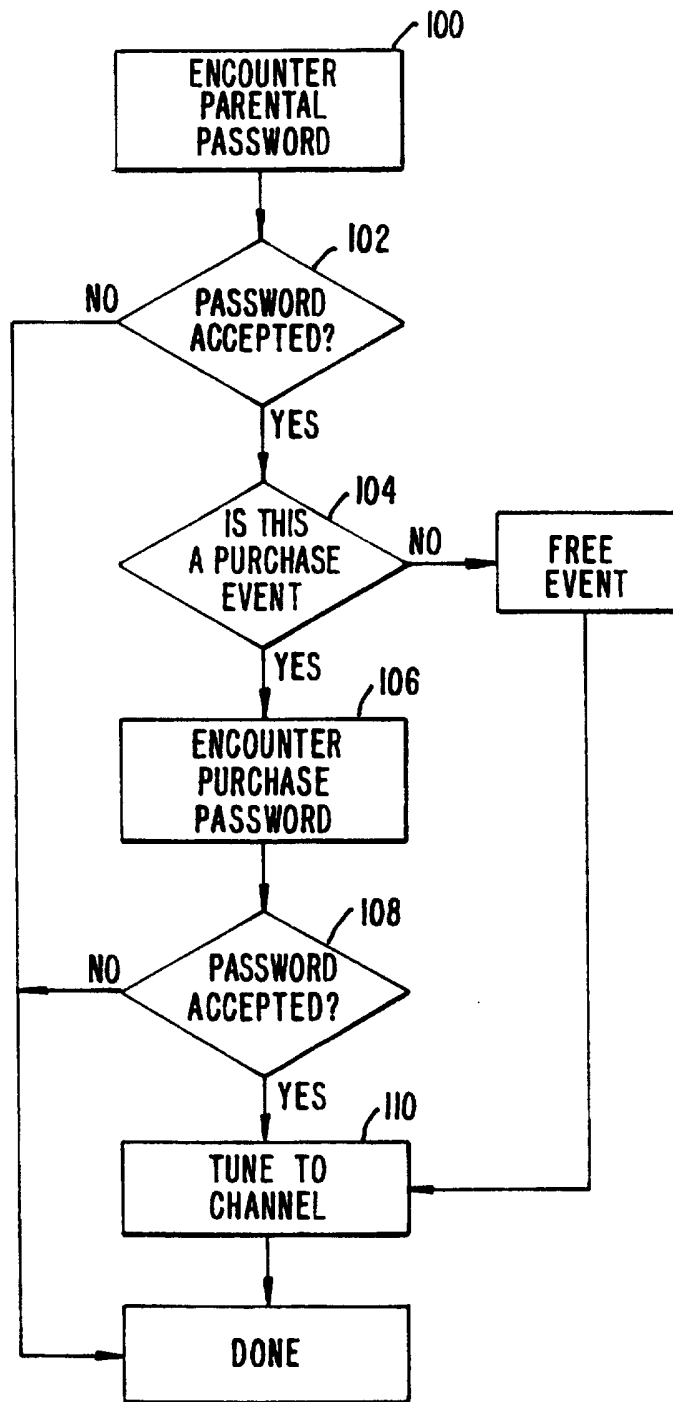 100
ENCOUNTER
PARENTAL
PASSWORD
102
NO
PASSWORD
ACCEPTED?
YES
104
IS THIS
A PURCHASE
EVENT
NO
FREE
EVENT
YES
106
ENCOUNTER
PURCHASE
PASSWORD
108
NO
PASSWORD
ACCEPTED?
YES
110
TUNE TO
CHANNEL
DONE